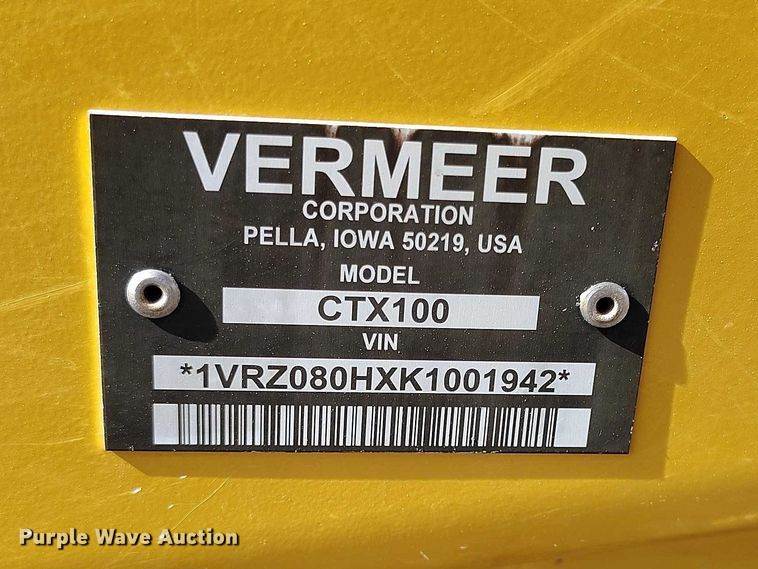 VERMEER
CORPORATION
PELLA, IOWA 50219, USA
MODEL
CTX100
VIN
*1VRZ080HXK1001942*
Purple Wave Auction